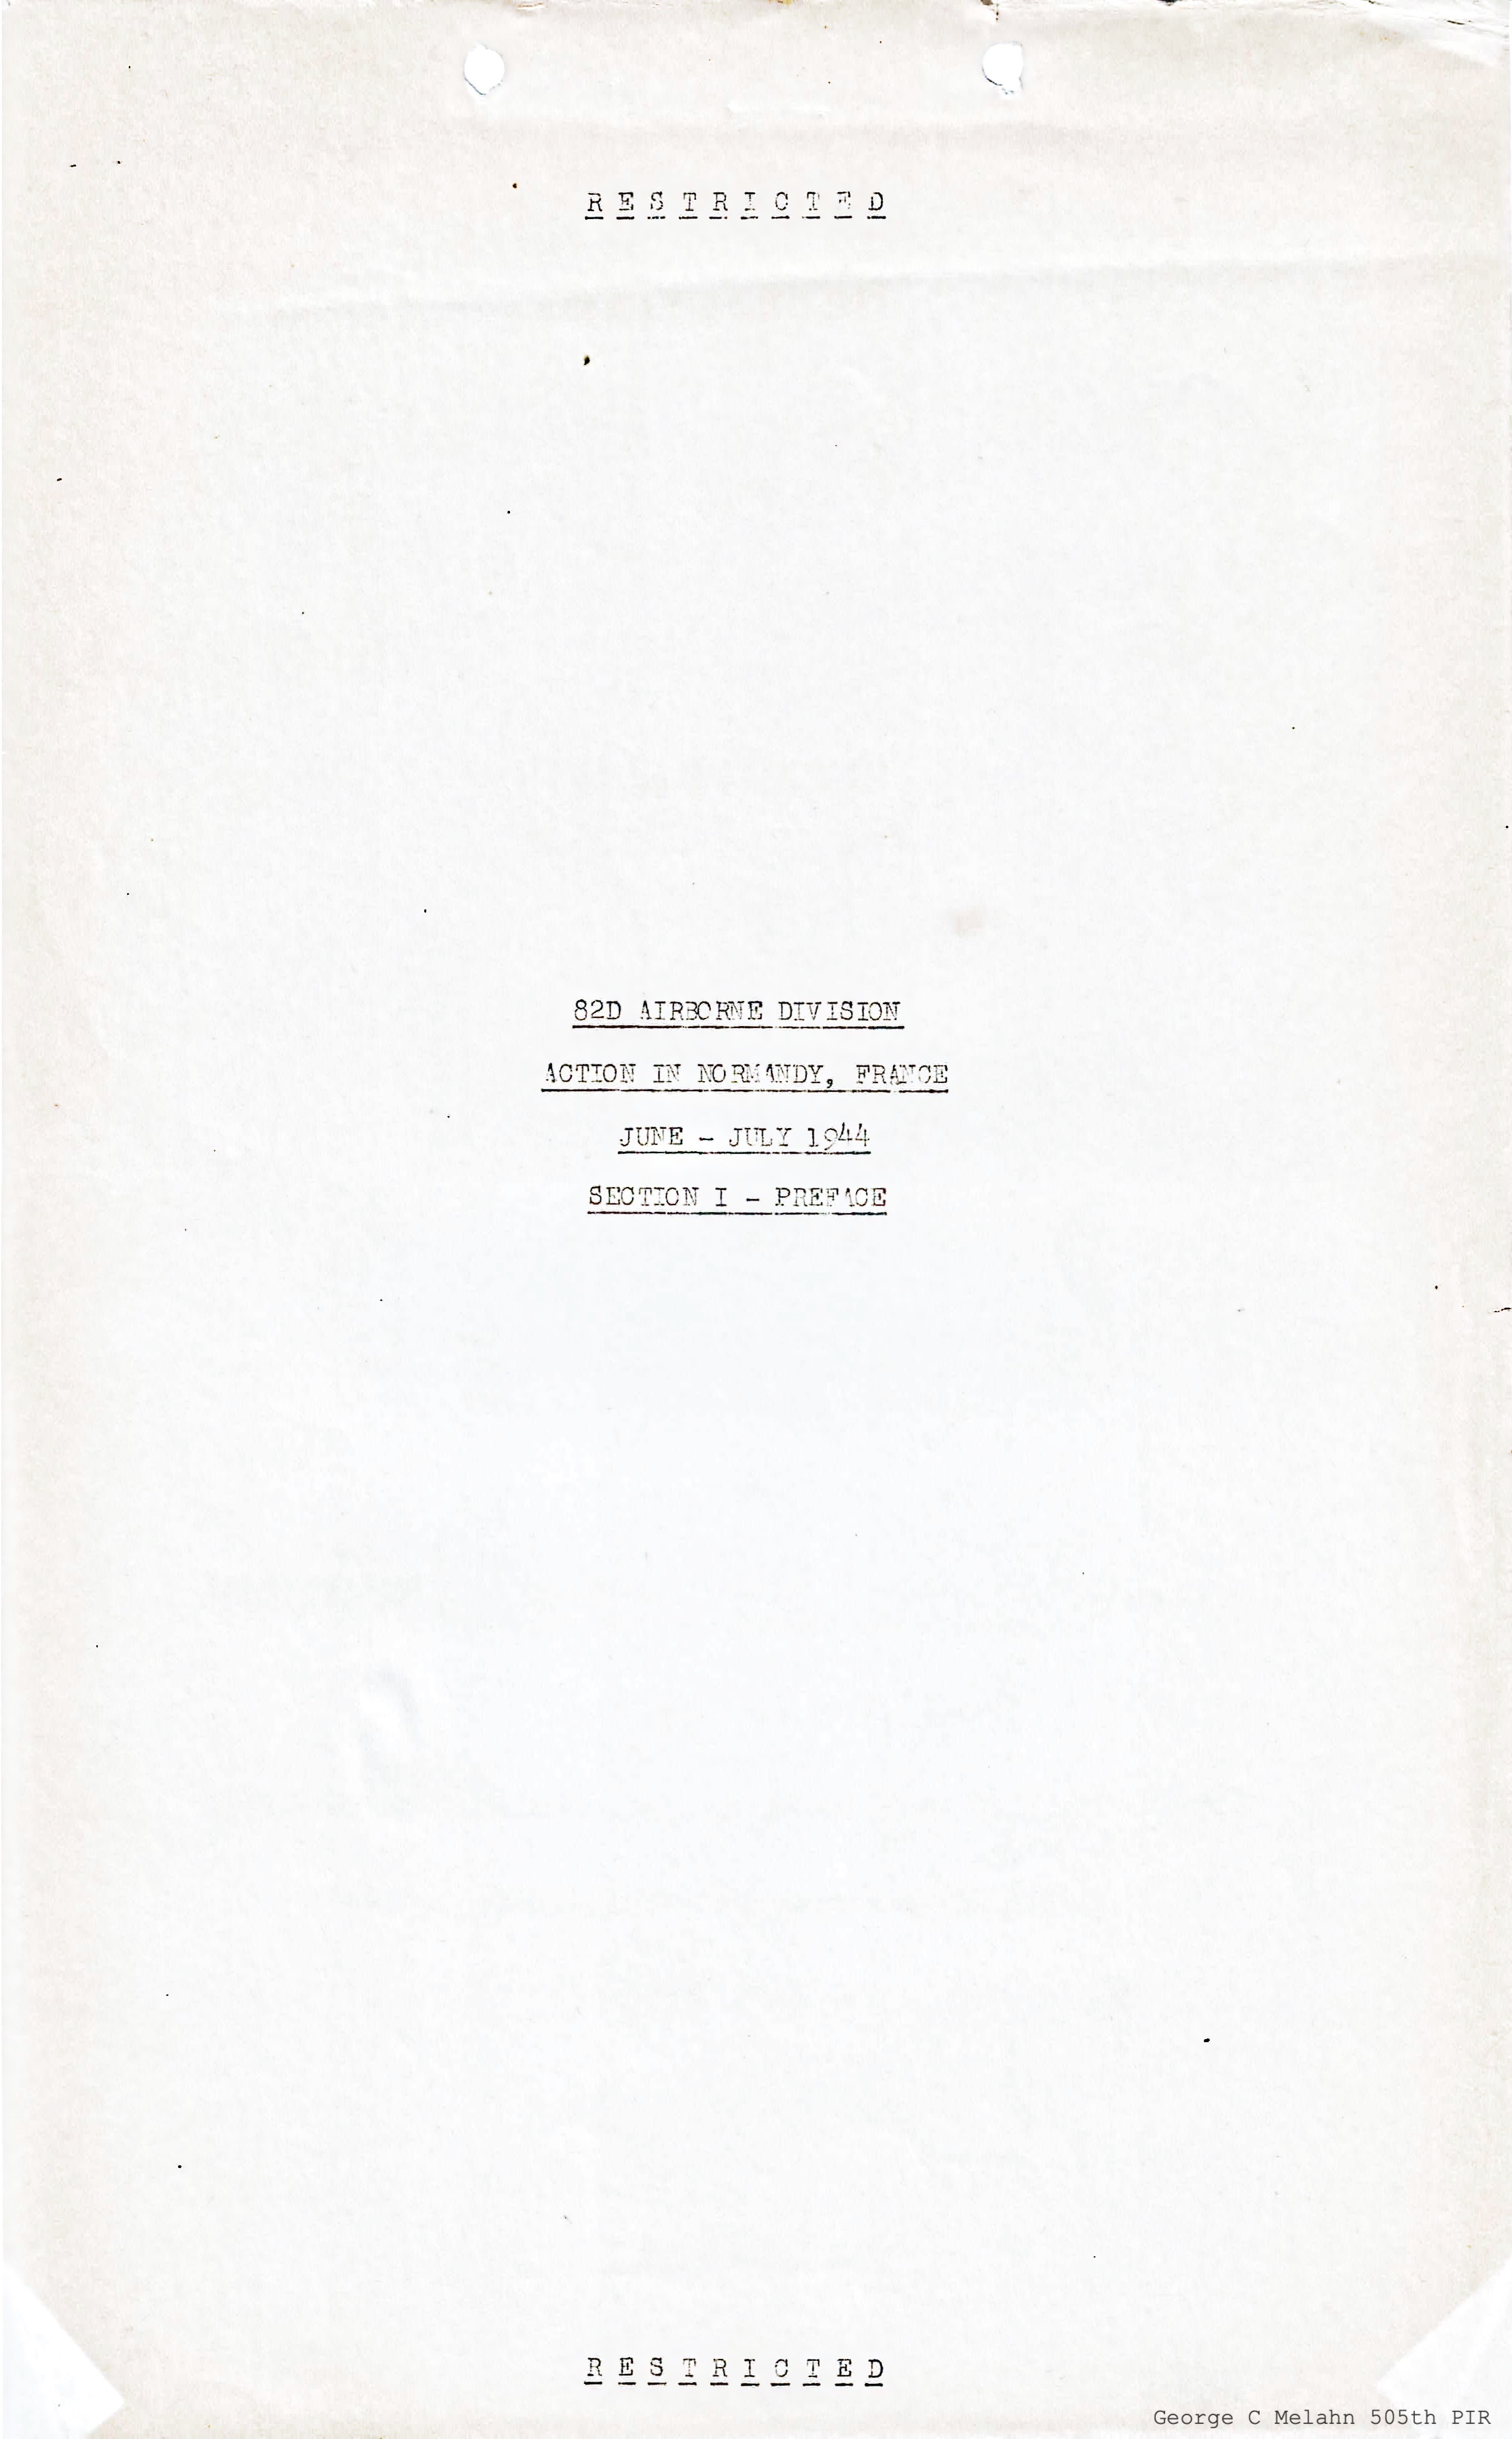 R E S T R I C T E D
82D AIRBORNE DIVISION
ACTION IN NORMANDY, FRANCE
JUNE - JULY 1944
SECTION I - PREFACE
R E S T R I C T E D
George C Melahn 505th PIR